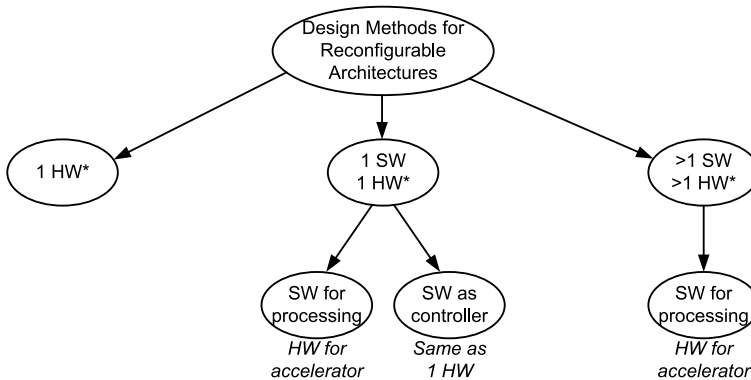 Design Methods for
Reconfigurable
Architectures
1 HW*
1 SW
1 HW*
>1 SW
>1 HW*
SW for
processing
HW for
accelerator
SW as
controller
Same as
1 HW
SW for
processing
HW for
accelerator